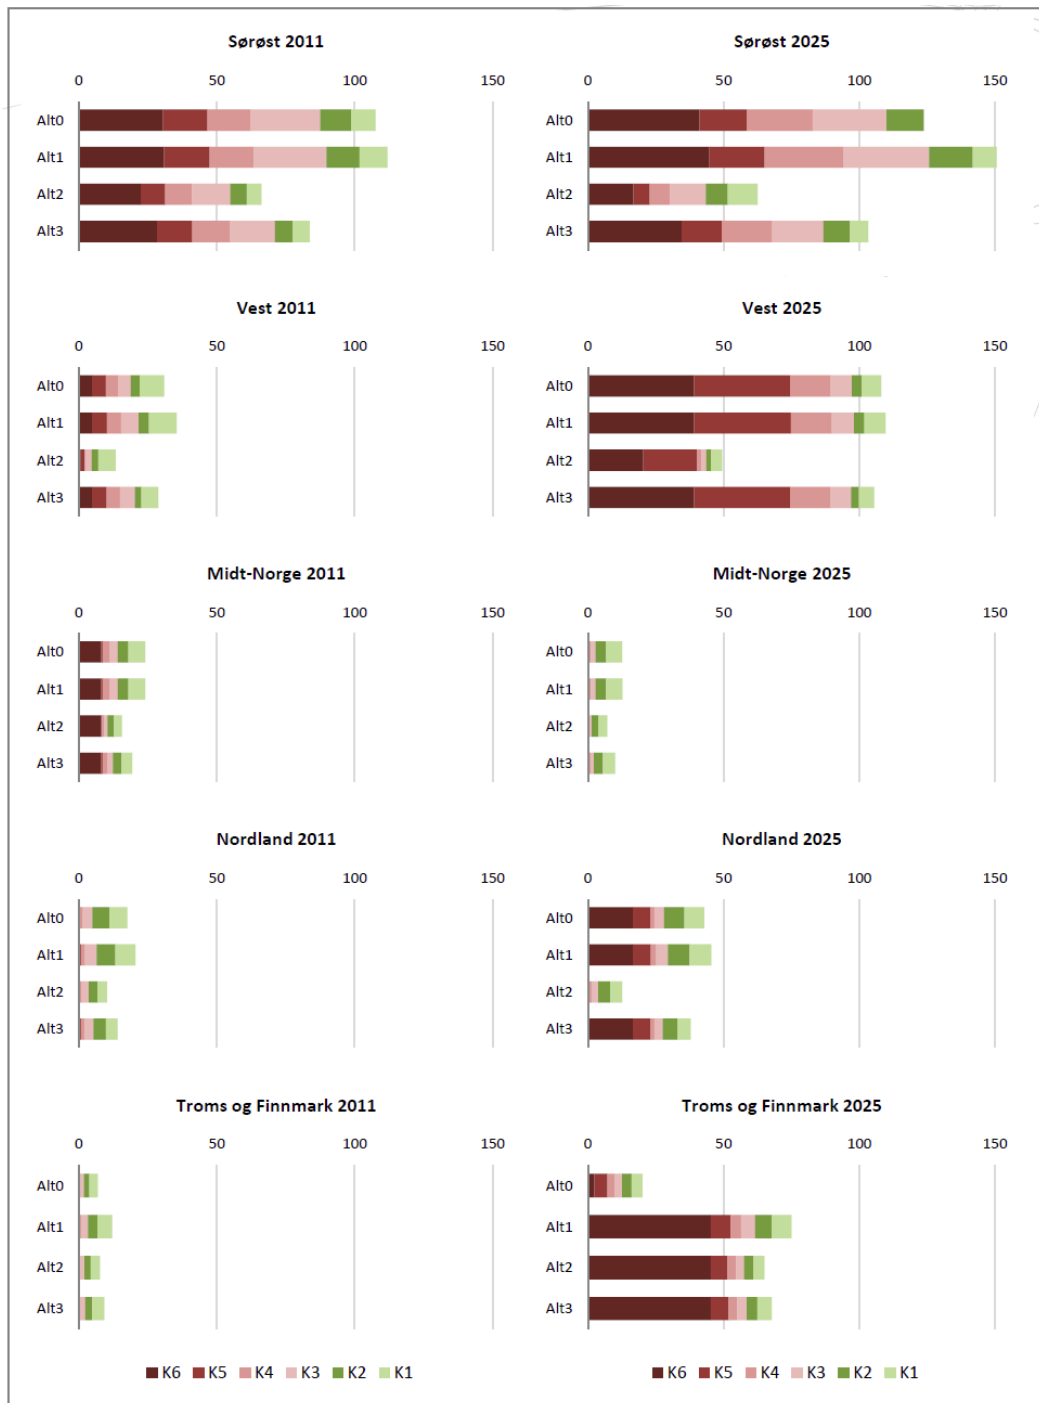 Sørøst 2011
0 50 100 150
Alt0
Alt1
Alt2
Alt3
Sørøst 2025
0 50 100 150
Alt0
Alt1
Alt2
Alt3
Vest 2011
0 50 100 150
Alt0
Alt1
Alt2
Alt3
Vest 2025
0 50 100 150
Alt0
Alt1
Alt2
Alt3
Midt-Norge 2011
0 50 100 150
Alt0
Alt1
Alt2
Alt3
Midt-Norge 2025
0 50 100 150
Alt0
Alt1
Alt2
Alt3
Nordland 2011
0 50 100 150
Alt0
Alt1
Alt2
Alt3
Nordland 2025
0 50 100 150
Alt0
Alt1
Alt2
Alt3
Troms og Finnmark 2011
0 50 100 150
Alt0
Alt1
Alt2
Alt3
Troms og Finnmark 2025
0 50 100 150
Alt0
Alt1
Alt2
Alt3
K6 K5 K4 K3 K2 K1
K6 K5 K4 K3 K2 K1